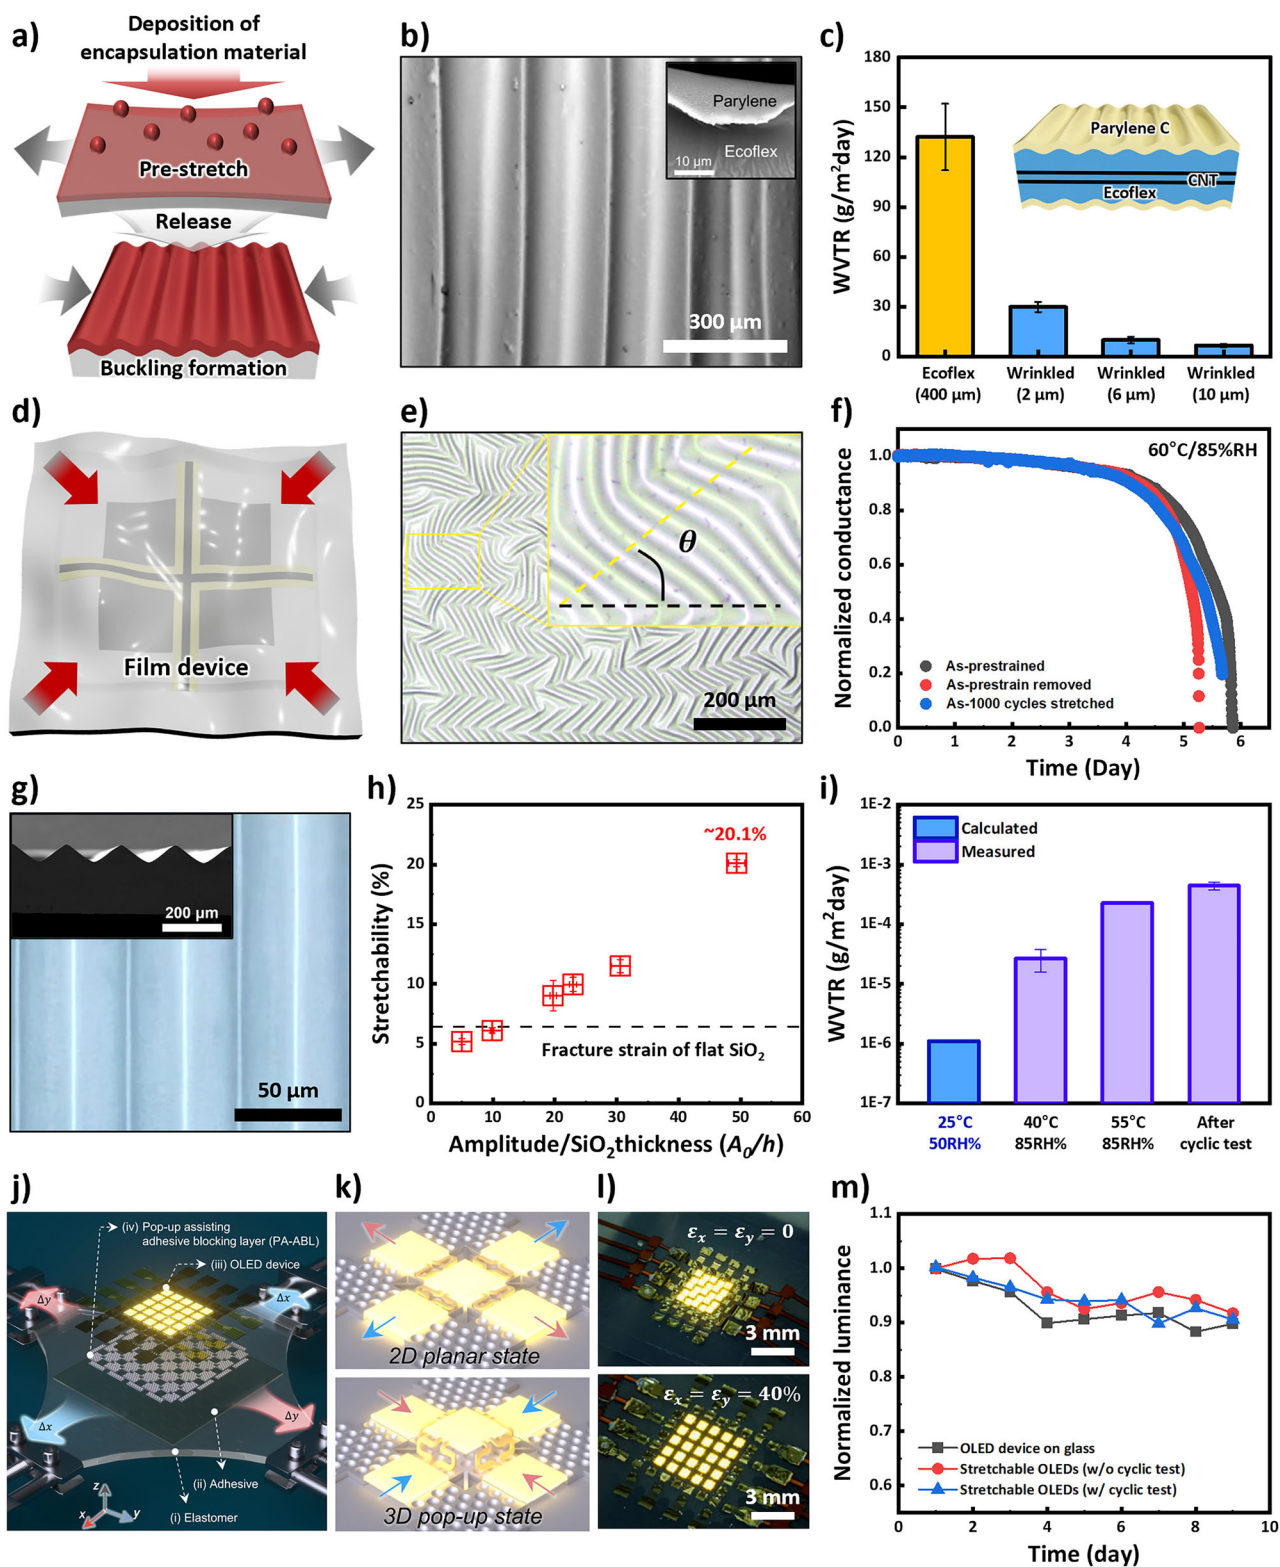 a)
Deposition of
encapsulation material
Pre-stretch
Release
Buckling formation
b)
Parylene
Ecoflex
10 µm
300 µm
c)
WVTR (g/m²day)
180
150
120
90
60
30
0
Parylene C
CNT
Ecoflex
Ecoflex
(400 µm)
Wrinkled
(2 µm)
Wrinkled
(6 µm)
Wrinkled
(10 µm)
d)
Film device
e)
θ
200 µm
f)
60°C/85%RH
Normalized conductance
1.0
0.8
0.6
0.4
0.2
0.0
As-prestrained
As-prestrain removed
As-1000 cycles stretched
0 1 2 3 4 5 6
Time (Day)
g)
200 µm
50 µm
h)
Stretchability (%)
25
20
15
10
5
0
~20.1%
Fracture strain of flat SiO₂
0 10 20 30 40 50 60
Amplitude/SiO₂thickness (A₀/h)
i)
WVTR (g/m²day)
1E-2
1E-3
1E-4
1E-5
1E-6
1E-7
Calculated
Measured
25°C
50RH%
40°C
85RH%
55°C
85RH%
After
cyclic test
j)
(iv) Pop-up assisting
adhesive blocking layer (PA-ABL)
(iii) OLED device
Δy
Δx
Δx
Δy
(ii) Adhesive
(i) Elastomer
z
x
y
k)
2D planar state
3D pop-up state
l)
εx = εy = 0
3 mm
εx = εy = 40%
3 mm
m)
Normalized luminance
1.1
1.0
0.9
0.8
0.7
0.6
OLED device on glass
Stretchable OLEDs (w/o cyclic test)
Stretchable OLEDs (w/ cyclic test)
0 2 4 6 8 10
Time (day)